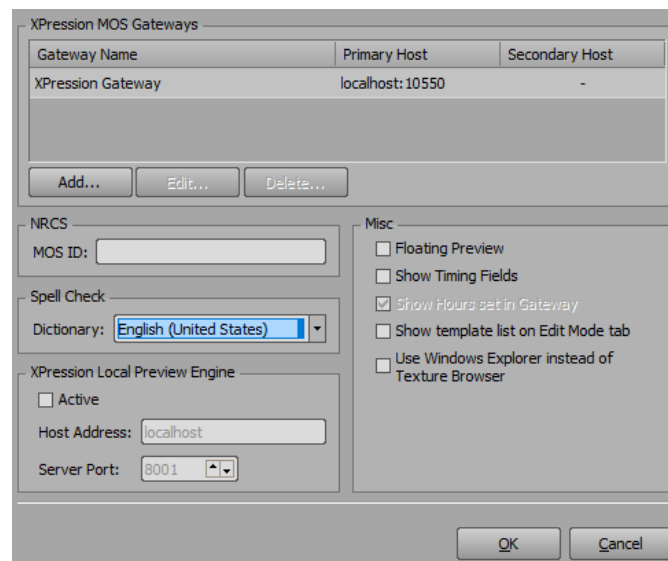 XPression MOS Gateways
Gateway Name Primary Host Secondary Host
XPression Gateway localhost:10550 -
Add... Edit... Delete...
NRCS
MOS ID:
Spell Check
Dictionary: English (United States)
XPression Local Preview Engine
Active
Host Address: localhost
Server Port: 8001
Misc
Floating Preview
Show Timing Fields
Show Hours set in Gateway
Show template list on Edit Mode tab
Use Windows Explorer instead of
Texture Browser
OK Cancel